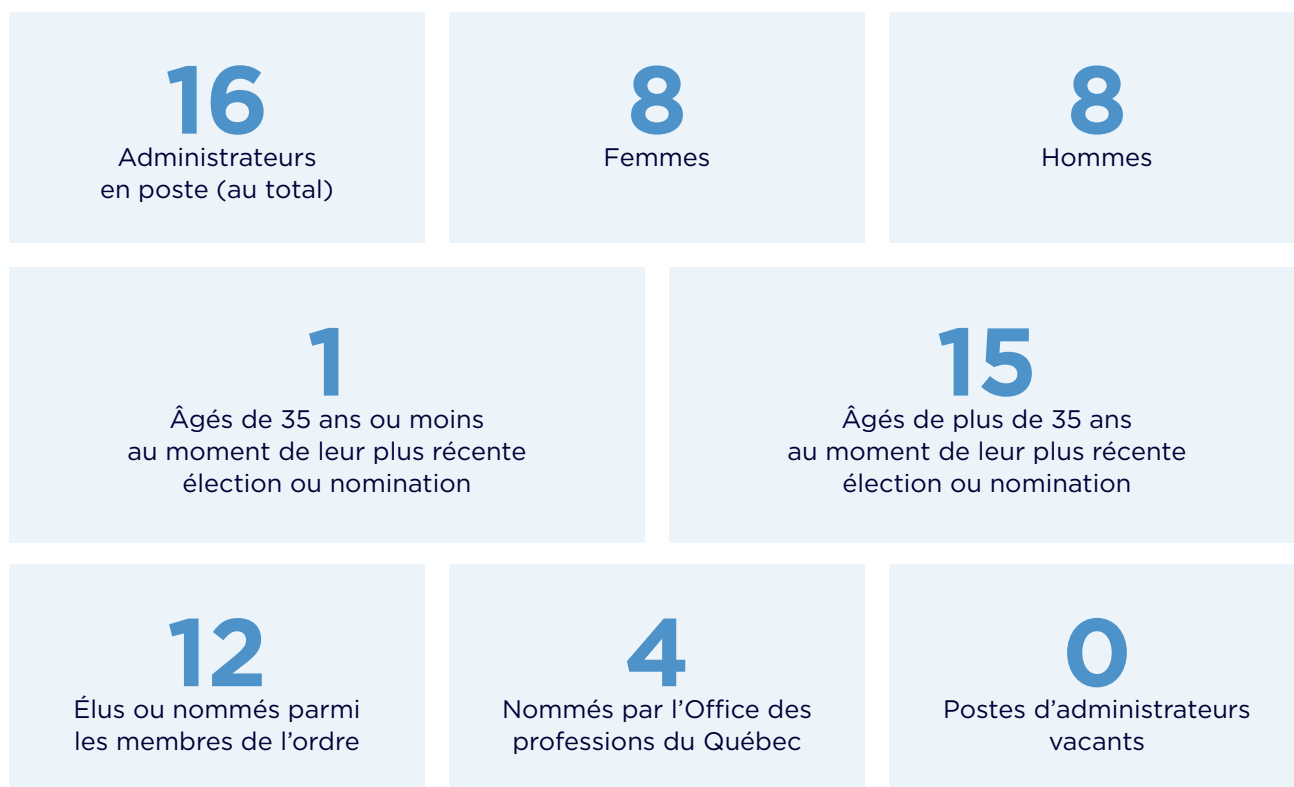 16
Administrateurs
en poste (au total)
8
Femmes
8
Hommes
1
Âgés de 35 ans ou moins
au moment de leur plus récente
élection ou nomination
15
Âgés de plus de 35 ans
au moment de leur plus récente
élection ou nomination
12
Élus ou nommés parmi
les membres de l’ordre
4
Nommés par l’Office des
professions du Québec
0
Postes d’administrateurs
vacants